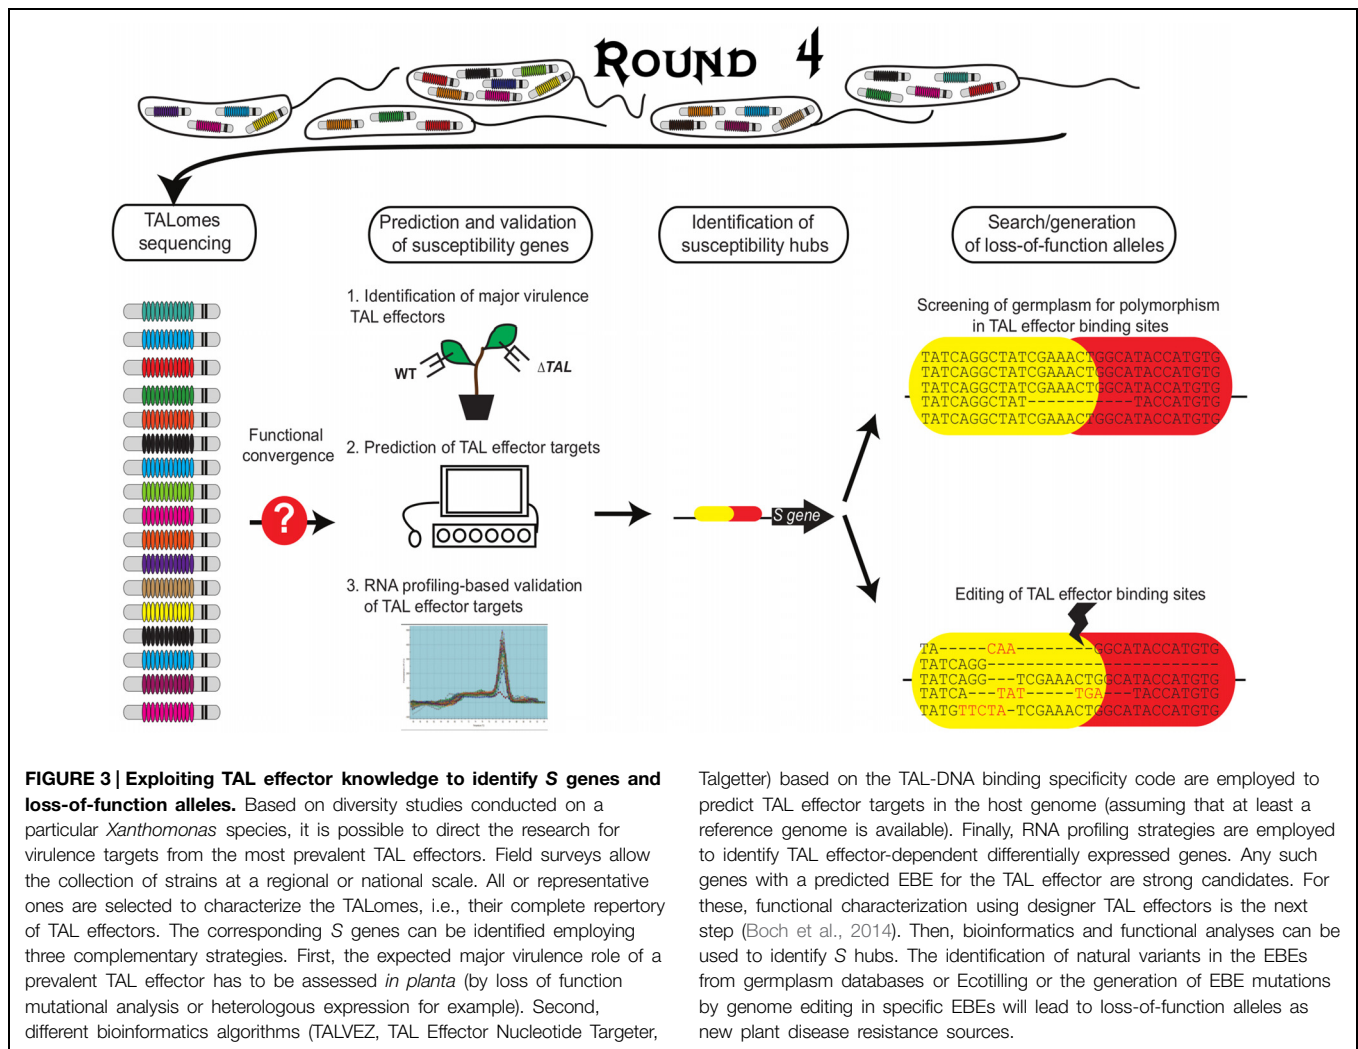 ROUND 4
TALomes
sequencing
Prediction and validation
of susceptibility genes
Identification of
susceptibility hubs
Search/generation
of loss-of-function alleles
Functional
convergence
?
1. Identification of major virulence
TAL effectors
WT
ΔTAL
2. Prediction of TAL effector targets
3. RNA profiling-based validation
of TAL effector targets
S gene
Screening of germplasm for polymorphism
in TAL effector binding sites
TATCAGGCTATCGAAACTGGCATACCATGTG
TATCAGGCTATCGAAACTGGCATACCATGTG
TATCAGGCTATCGAAACTGGCATACCATGTG
TATCAGGCTAT-----------TACCATGTG
TATCAGGCTATCGAAACTGGCATACCATGTG
Editing of TAL effector binding sites
TA-----CAA--------GGCATACCATGTG
TATCAGG------------------------
TATCAGG---TCGAAACTGGCATACCATGTG
TATCA---TAT-----TGA---TACCATGTG
TATGTTCTA-TCGAAACTGGCATACCATGTG
FIGURE 3 | Exploiting TAL effector knowledge to identify S genes and
loss-of-function alleles. Based on diversity studies conducted on a
particular Xanthomonas species, it is possible to direct the research for
virulence targets from the most prevalent TAL effectors. Field surveys allow
the collection of strains at a regional or national scale. All or representative
ones are selected to characterize the TALomes, i.e., their complete repertory
of TAL effectors. The corresponding S genes can be identified employing
three complementary strategies. First, the expected major virulence role of a
prevalent TAL effector has to be assessed in planta (by loss of function
mutational analysis or heterologous expression for example). Second,
different bioinformatics algorithms (TALVEZ, TAL Effector Nucleotide Targeter,
Talgetter) based on the TAL-DNA binding specificity code are employed to
predict TAL effector targets in the host genome (assuming that at least a
reference genome is available). Finally, RNA profiling strategies are employed
to identify TAL effector-dependent differentially expressed genes. Any such
genes with a predicted EBE for the TAL effector are strong candidates. For
these, functional characterization using designer TAL effectors is the next
step (Boch et al., 2014). Then, bioinformatics and functional analyses can be
used to identify S hubs. The identification of natural variants in the EBEs
from germplasm databases or Ecotilling or the generation of EBE mutations
by genome editing in specific EBEs will lead to loss-of-function alleles as
new plant disease resistance sources.